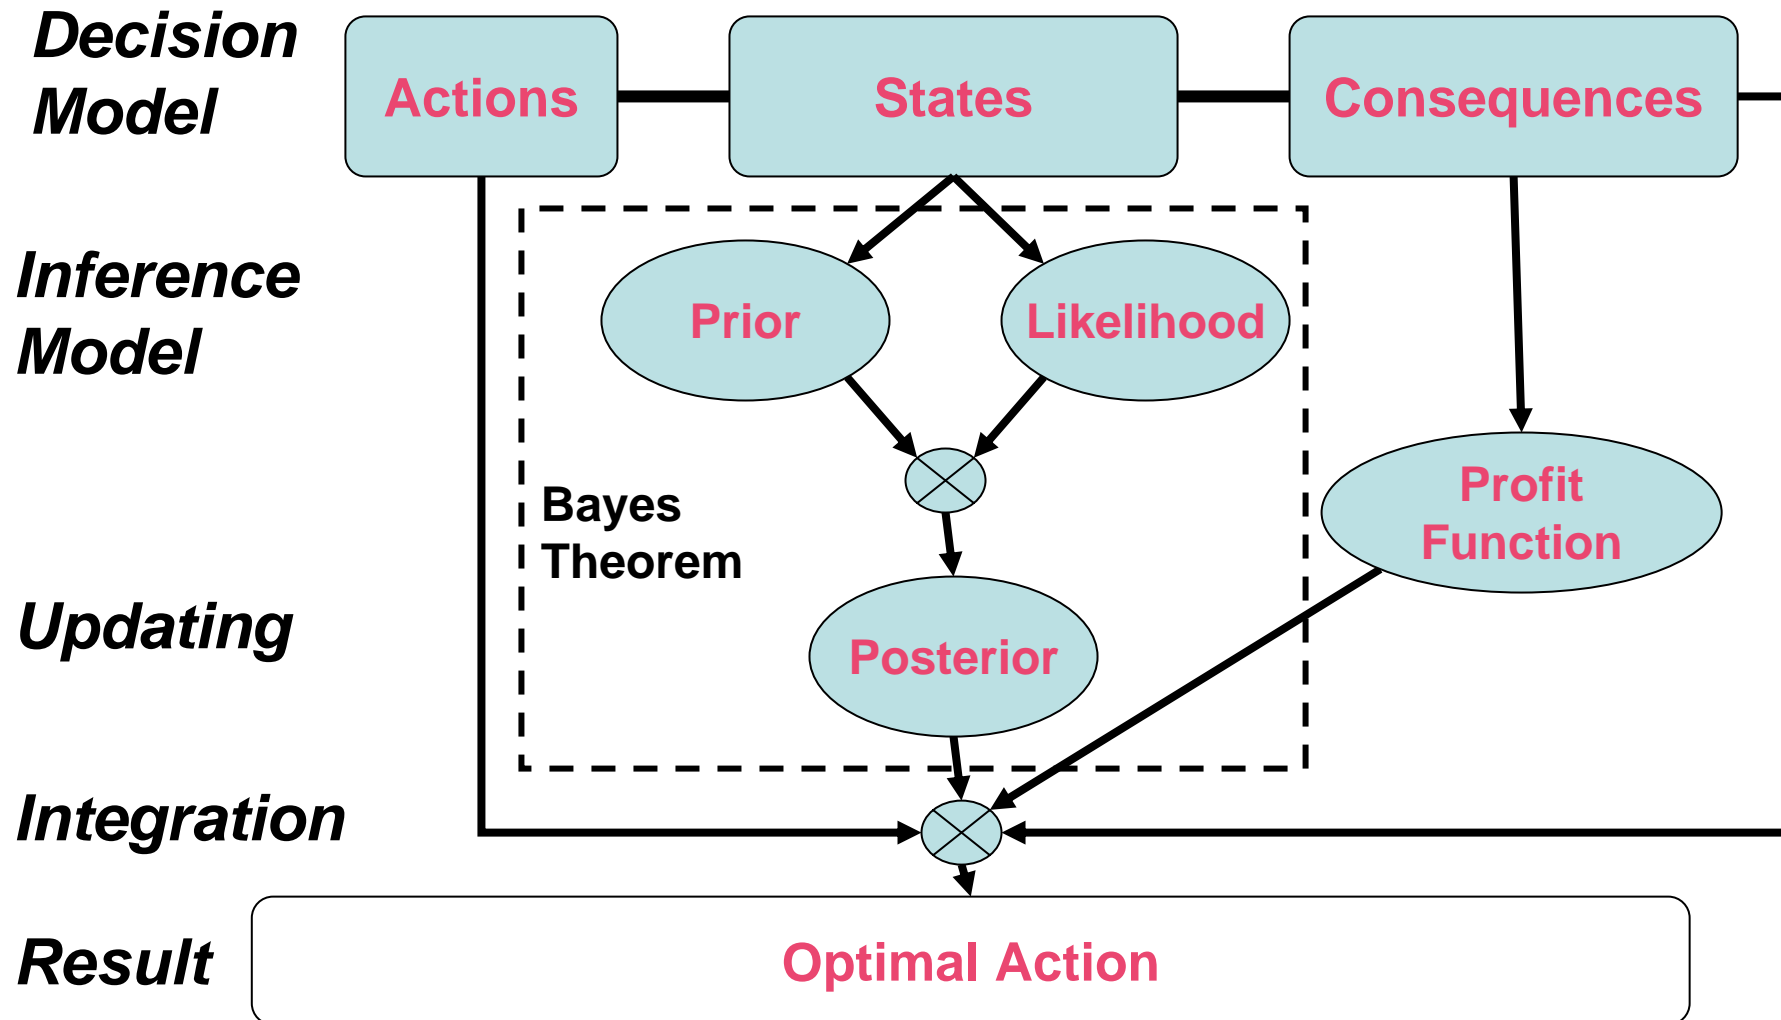 Decision
Model
Actions
States
Consequences
Inference
Model
Prior
Likelihood
Bayes
Theorem
Profit
Function
Updating
Posterior
Integration
Result
Optimal Action